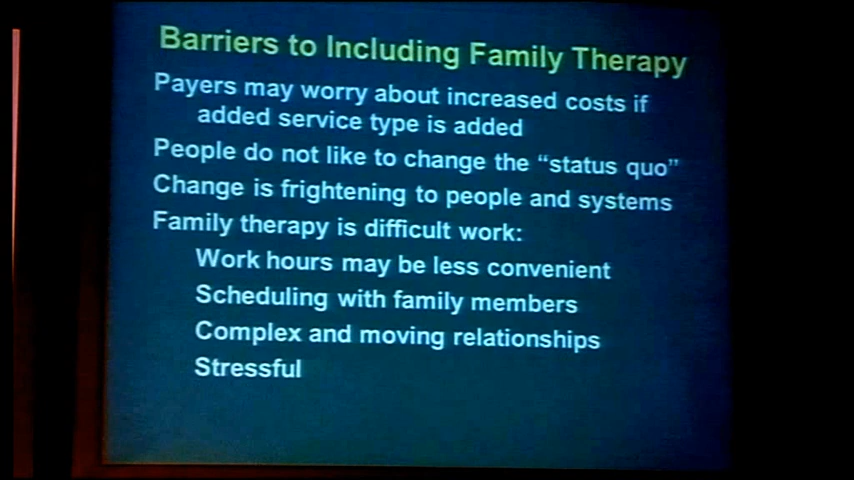 Barriers to Including Family Therapy
Payers may worry about increased costs if
added service type is added
People do not like to change the “status quo”
Change is frightening to people and systems
Family therapy is difficult work:
Work hours may be less convenient
Scheduling with family members
Complex and moving relationships
Stressful